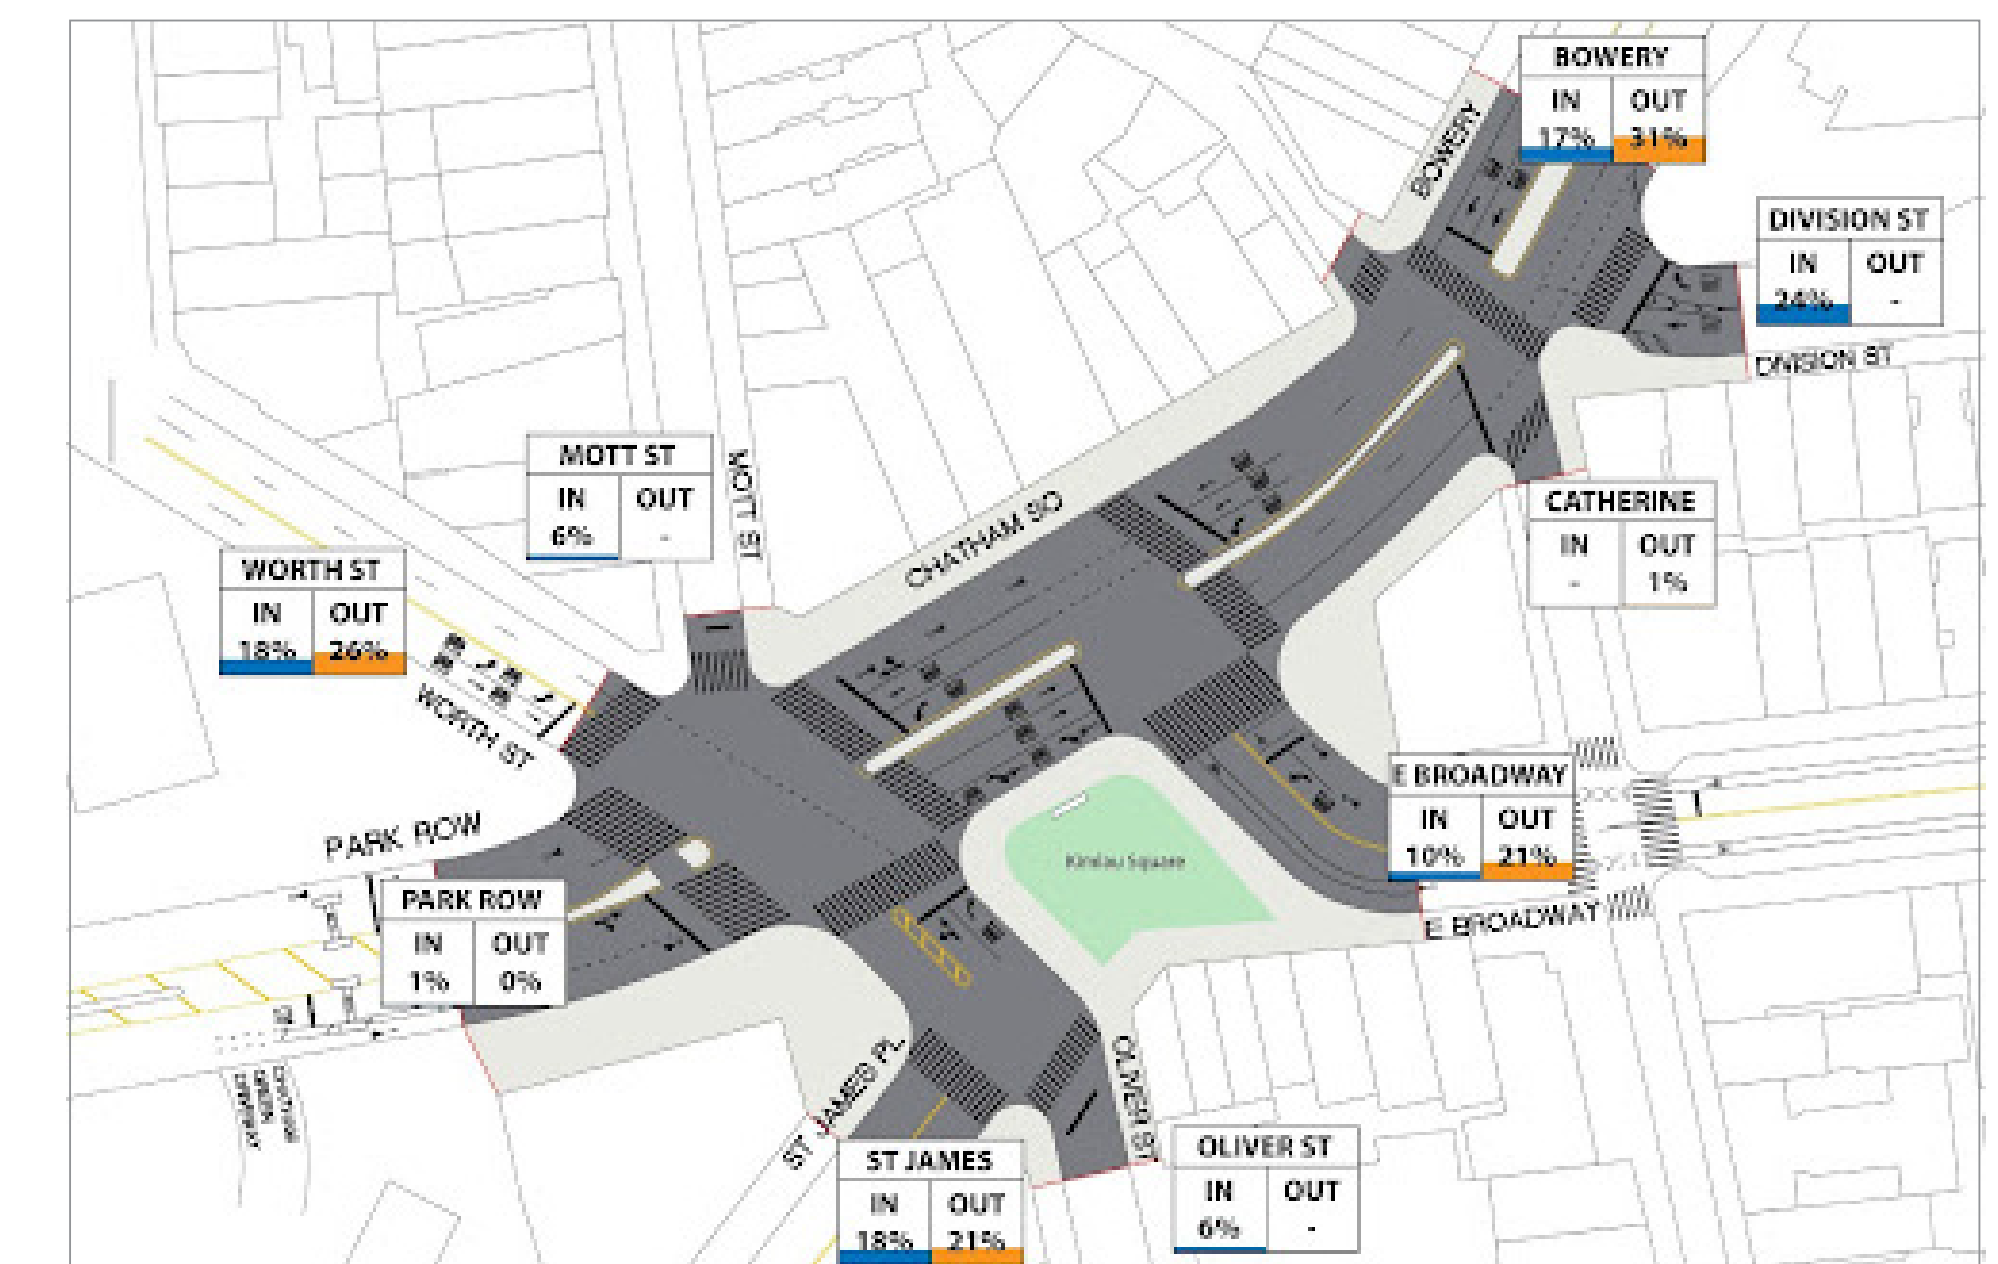 BOWERY
IN OUT
17% 31%
BOWERY
DIVISION ST
IN OUT
24% -
DIVISION ST
MOTT ST
IN OUT
6% -
MOTT ST
CHATHAM SQ
CATHERINE
IN OUT
- 1%
WORTH ST
IN OUT
18% 26%
WORTH ST
E BROADWAY
IN OUT
10% 21%
E BROADWAY
PARK ROW
PARK ROW
IN OUT
1% 0%
Kimlau Square
ST JAMES PL
OLIVER ST
ST JAMES
IN OUT
18% 21%
OLIVER ST
IN OUT
6% -